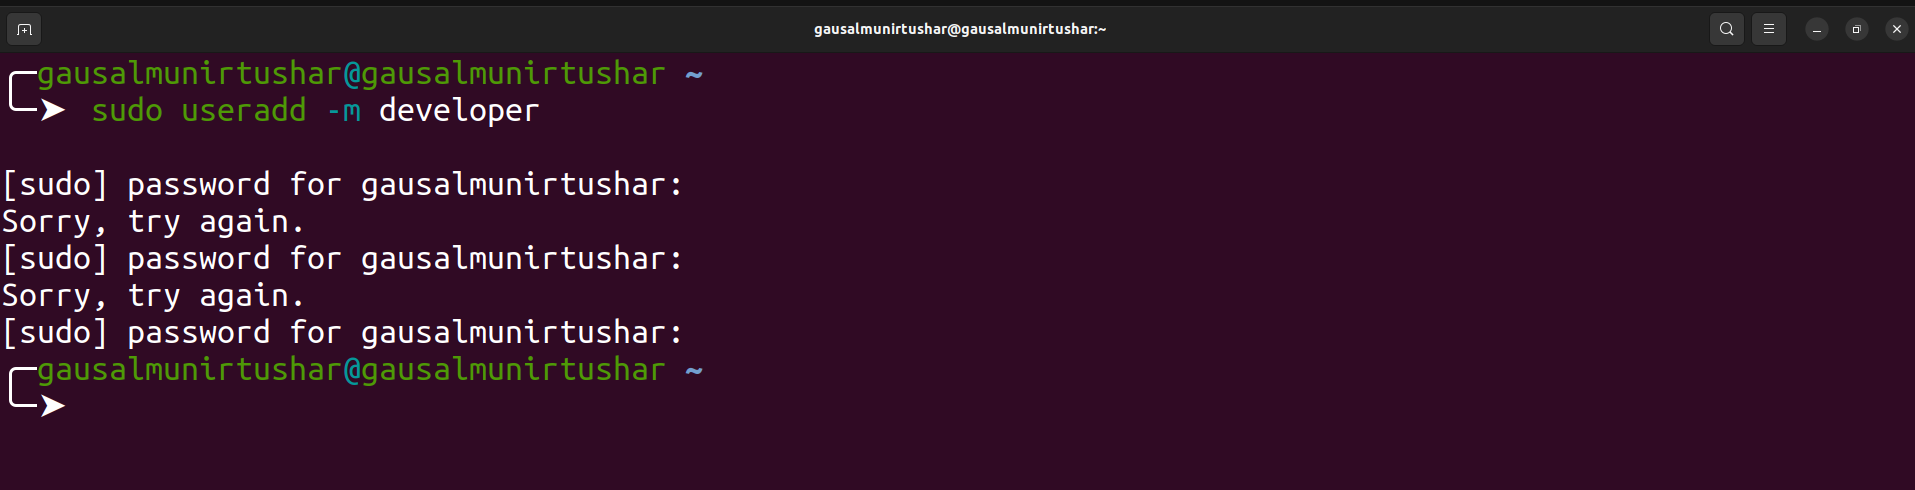 gausalmunirtushar@gausalmunirtushar:~
gausalmunirtushar@gausalmunirtushar ~
➤ sudo useradd -m developer
[sudo] password for gausalmunirtushar:
Sorry, try again.
[sudo] password for gausalmunirtushar:
Sorry, try again.
[sudo] password for gausalmunirtushar:
gausalmunirtushar@gausalmunirtushar ~
➤